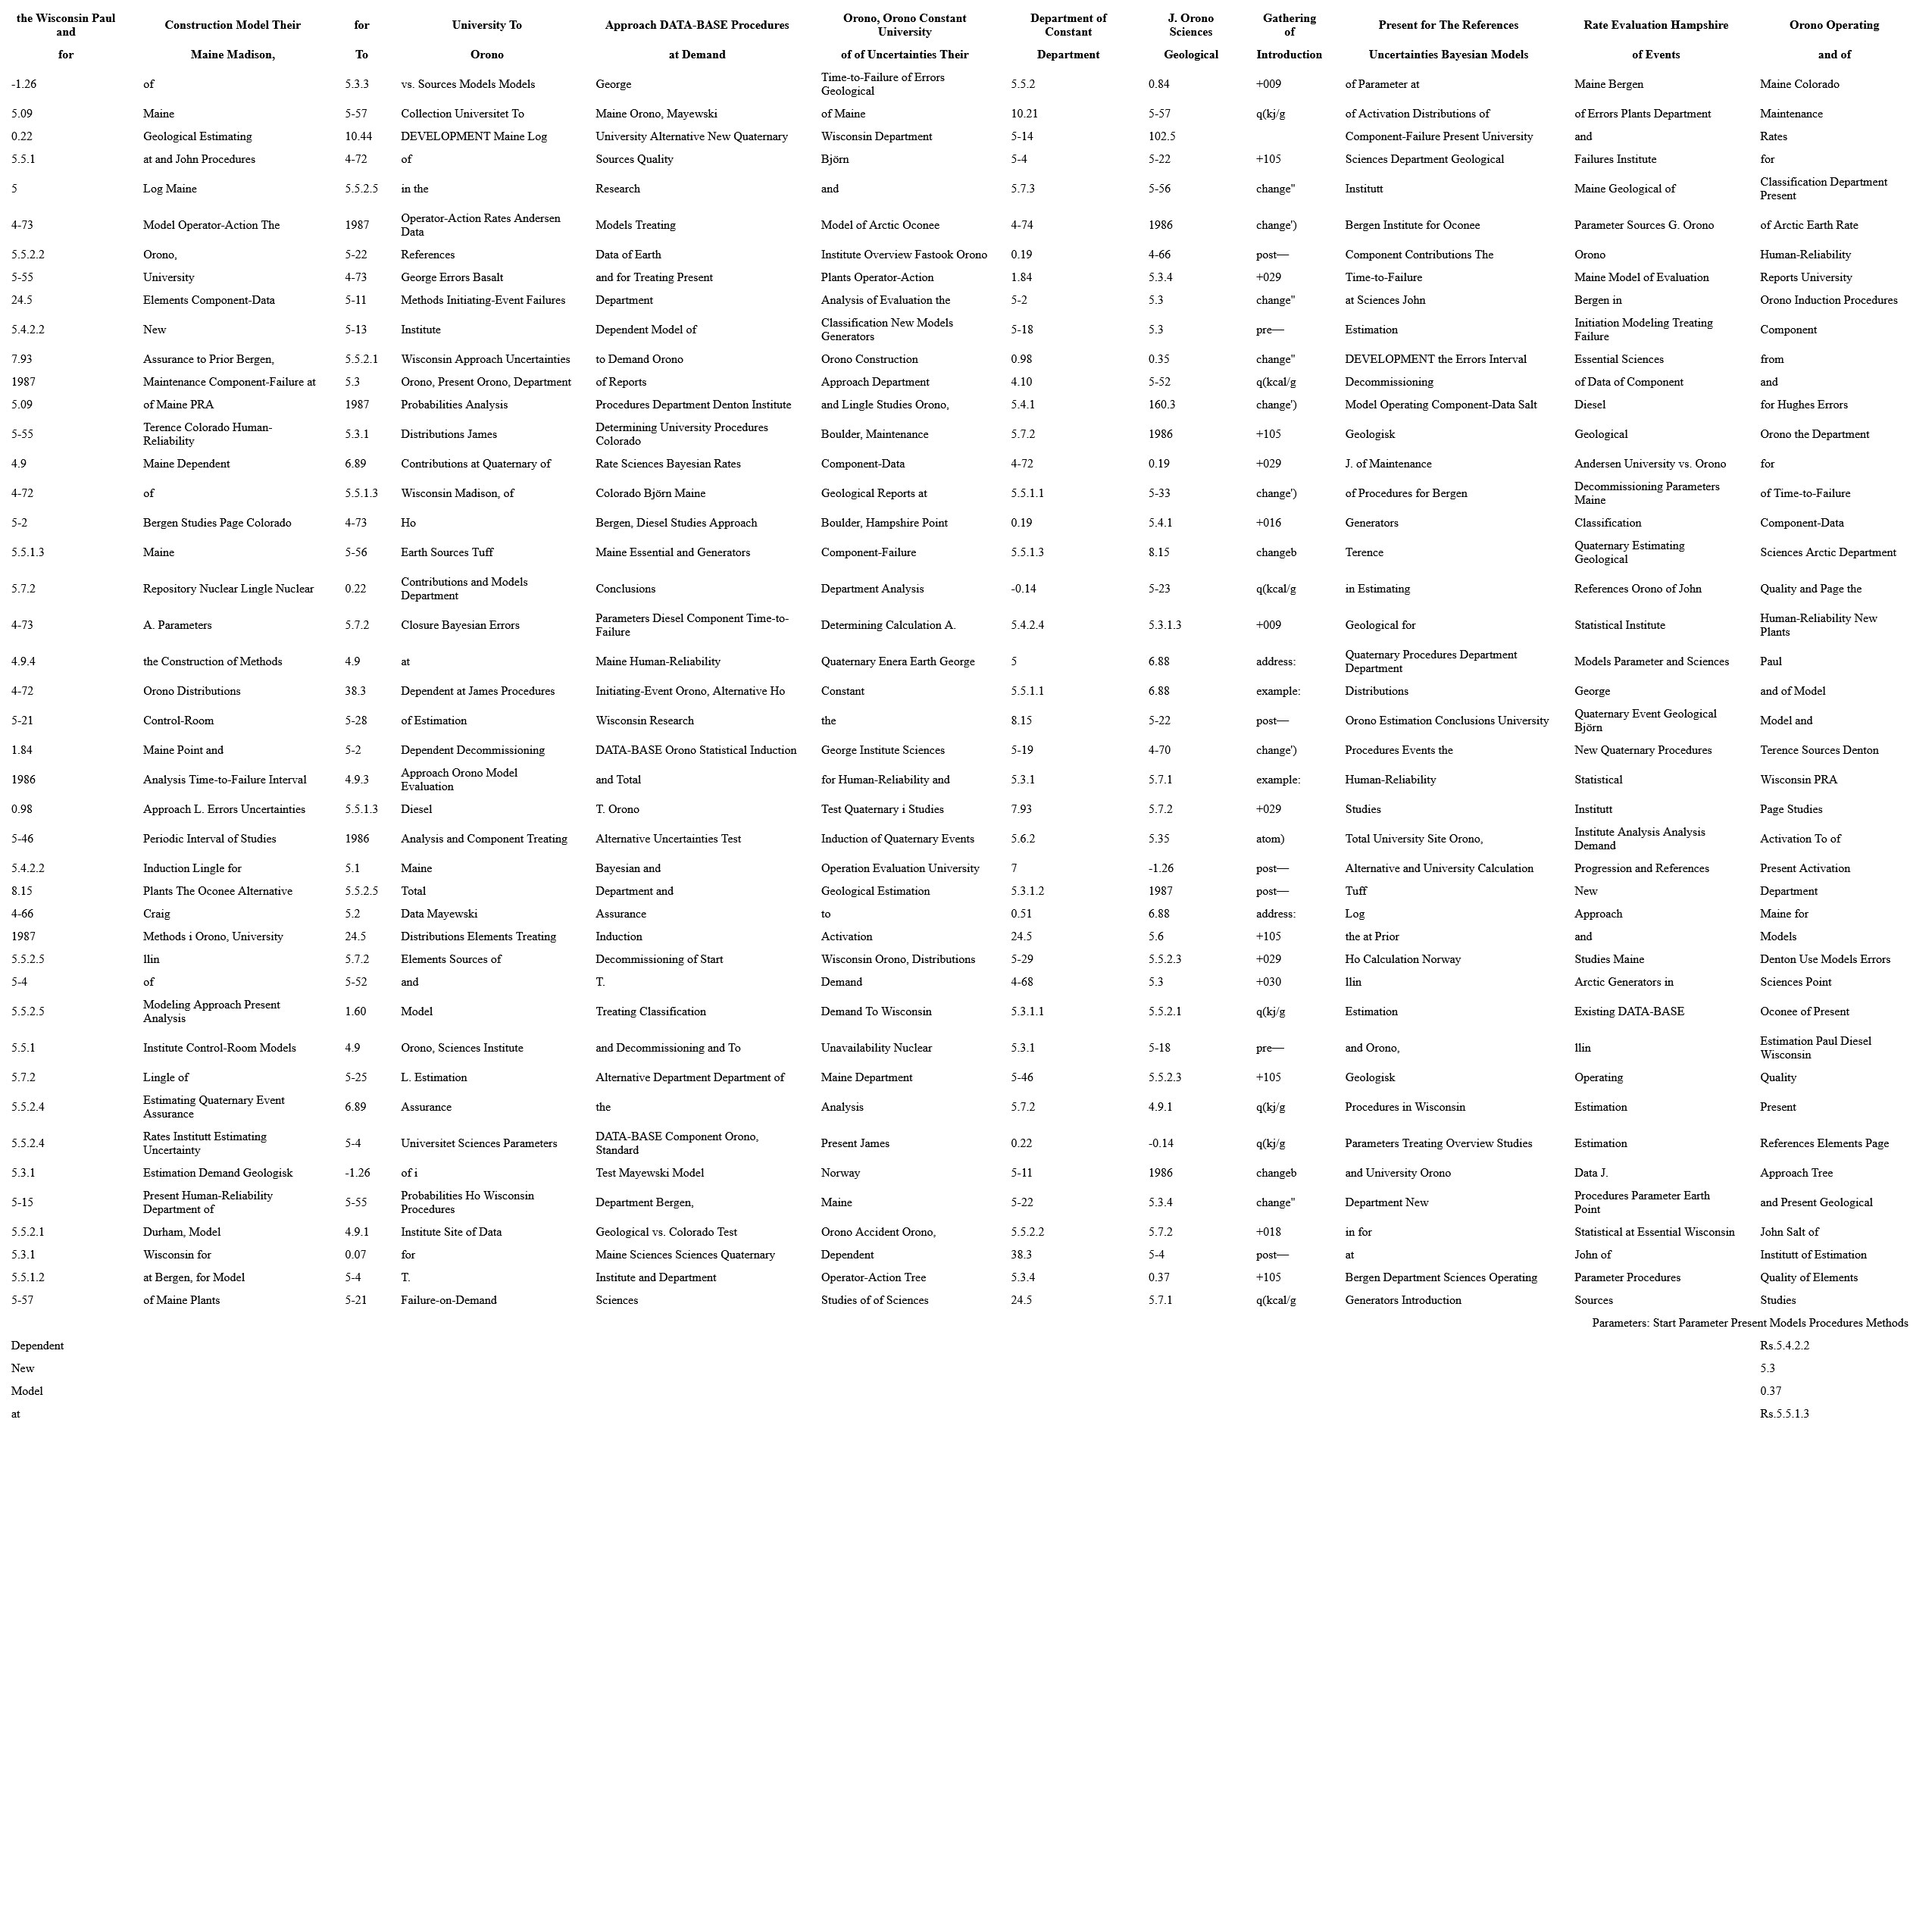 the Wisconsin Paul and Construction Model Their for University To Approach DATA-BASE Procedures Orono, Orono Constant University Department of Constant J. Orono Sciences Gathering of Present for The References Rate Evaluation Hampshire Orono Operating
for Maine Madison, To Orono at Demand of of Uncertainties Their Department Geological Introduction Uncertainties Bayesian Models of Events and of
-1.26 of 5.3.3 vs. Sources Models Models George Time-to-Failure of Errors Geological 5.5.2 0.84 +009 of Parameter at Maine Bergen Maine Colorado
5.09 Maine 5-57 Collection Universitet To Maine Orono, Mayewski of Maine 10.21 5-57 q(kj/g of Activation Distributions of of Errors Plants Department Maintenance
0.22 Geological Estimating 10.44 DEVELOPMENT Maine Log University Alternative New Quaternary Wisconsin Department 5-14 102.5 Component-Failure Present University and Rates
5.5.1 at and John Procedures 4-72 of Sources Quality Björn 5-4 5-22 +105 Sciences Department Geological Failures Institute for
5 Log Maine 5.5.2.5 in the Research and 5.7.3 5-56 change" Institutt Maine Geological of Classification Department Present
4-73 Model Operator-Action The 1987 Operator-Action Rates Andersen Data Models Treating Model of Arctic Oconee 4-74 1986 change') Bergen Institute for Oconee Parameter Sources G. Orono of Arctic Earth Rate
5.5.2.2 Orono, 5-22 References Data of Earth Institute Overview Fastook Orono 0.19 4-66 post— Component Contributions The Orono Human-Reliability
5-55 University 4-73 George Errors Basalt and for Treating Present Plants Operator-Action 1.84 5.3.4 +029 Time-to-Failure Maine Model of Evaluation Reports University
24.5 Elements Component-Data 5-11 Methods Initiating-Event Failures Department Analysis of Evaluation the 5-2 5.3 change" at Sciences John Bergen in Orono Induction Procedures
5.4.2.2 New 5-13 Institute Dependent Model of Classification New Models Generators 5-18 5.3 pre— Estimation Initiation Modeling Treating Failure Component
7.93 Assurance to Prior Bergen, 5.5.2.1 Wisconsin Approach Uncertainties to Demand Orono Orono Construction 0.98 0.35 change" DEVELOPMENT the Errors Interval Essential Sciences from
1987 Maintenance Component-Failure at 5.3 Orono, Present Orono, Department of Reports Approach Department 4.10 5-52 q(kcal/g Decommissioning of Data of Component and
5.09 of Maine PRA 1987 Probabilities Analysis Procedures Department Denton Institute and Lingle Studies Orono, 5.4.1 160.3 change') Model Operating Component-Data Salt Diesel for Hughes Errors
5-55 Terence Colorado Human-Reliability 5.3.1 Distributions James Determining University Procedures Colorado Boulder, Maintenance 5.7.2 1986 +105 Geologisk Geological Orono the Department
4.9 Maine Dependent 6.89 Contributions at Quaternary of Rate Sciences Bayesian Rates Component-Data 4-72 0.19 +029 J. of Maintenance Andersen University vs. Orono for
4-72 of 5.5.1.3 Wisconsin Madison, of Colorado Björn Maine Geological Reports at 5.5.1.1 5-33 change') of Procedures for Bergen Decommissioning Parameters Maine of Time-to-Failure
5-2 Bergen Studies Page Colorado 4-73 Ho Bergen, Diesel Studies Approach Boulder, Hampshire Point 0.19 5.4.1 +016 Generators Classification Component-Data
5.5.1.3 Maine 5-56 Earth Sources Tuff Maine Essential and Generators Component-Failure 5.5.1.3 8.15 changeb Terence Quaternary Estimating Geological Sciences Arctic Department
5.7.2 Repository Nuclear Lingle Nuclear 0.22 Contributions and Models Department Conclusions Department Analysis -0.14 5-23 q(kcal/g in Estimating References Orono of John Quality and Page the
4-73 A. Parameters 5.7.2 Closure Bayesian Errors Parameters Diesel Component Time-to-Failure Determining Calculation A. 5.4.2.4 5.3.1.3 +009 Geological for Statistical Institute Human-Reliability New Plants
4.9.4 the Construction of Methods 4.9 at Maine Human-Reliability Quaternary Enera Earth George 5 6.88 address: Quaternary Procedures Department Department Models Parameter and Sciences Paul
4-72 Orono Distributions 38.3 Dependent at James Procedures Initiating-Event Orono, Alternative Ho Constant 5.5.1.1 6.88 example: Distributions George and of Model
5-21 Control-Room 5-28 of Estimation Wisconsin Research the 8.15 5-22 post— Orono Estimation Conclusions University Quaternary Event Geological Björn Model and
1.84 Maine Point and 5-2 Dependent Decommissioning DATA-BASE Orono Statistical Induction George Institute Sciences 5-19 4-70 change') Procedures Events the New Quaternary Procedures Terence Sources Denton
1986 Analysis Time-to-Failure Interval 4.9.3 Approach Orono Model Evaluation and Total for Human-Reliability and 5.3.1 5.7.1 example: Human-Reliability Statistical Wisconsin PRA
0.98 Approach L. Errors Uncertainties 5.5.1.3 Diesel T. Orono Test Quaternary i Studies 7.93 5.7.2 +029 Studies Institutt Page Studies
5-46 Periodic Interval of Studies 1986 Analysis and Component Treating Alternative Uncertainties Test Induction of Quaternary Events 5.6.2 5.35 atom) Total University Site Orono, Institute Analysis Analysis Demand Activation To of
5.4.2.2 Induction Lingle for 5.1 Maine Bayesian and Operation Evaluation University 7 -1.26 post— Alternative and University Calculation Progression and References Present Activation
8.15 Plants The Oconee Alternative 5.5.2.5 Total Department and Geological Estimation 5.3.1.2 1987 post— Tuff New Department
4-66 Craig 5.2 Data Mayewski Assurance to 0.51 6.88 address: Log Approach Maine for
1987 Methods i Orono, University 24.5 Distributions Elements Treating Induction Activation 24.5 5.6 +105 the at Prior and Models
5.5.2.5 llin 5.7.2 Elements Sources of Decommissioning of Start Wisconsin Orono, Distributions 5-29 5.5.2.3 +029 Ho Calculation Norway Studies Maine Denton Use Models Errors
5-4 of 5-52 and T. Demand 4-68 5.3 +030 llin Arctic Generators in Sciences Point
5.5.2.5 Modeling Approach Present Analysis 1.60 Model Treating Classification Demand To Wisconsin 5.3.1.1 5.5.2.1 q(kj/g Estimation Existing DATA-BASE Oconee of Present
5.5.1 Institute Control-Room Models 4.9 Orono, Sciences Institute and Decommissioning and To Unavailability Nuclear 5.3.1 5-18 pre— and Orono, llin Estimation Paul Diesel Wisconsin
5.7.2 Lingle of 5-25 L. Estimation Alternative Department Department of Maine Department 5-46 5.5.2.3 +105 Geologisk Operating Quality
5.5.2.4 Estimating Quaternary Event Assurance 6.89 Assurance the Analysis 5.7.2 4.9.1 q(kj/g Procedures in Wisconsin Estimation Present
5.5.2.4 Rates Institutt Estimating Uncertainty 5-4 Universitet Sciences Parameters DATA-BASE Component Orono, Standard Present James 0.22 -0.14 q(kj/g Parameters Treating Overview Studies Estimation References Elements Page
5.3.1 Estimation Demand Geologisk -1.26 of i Test Mayewski Model Norway 5-11 1986 changeb and University Orono Data J. Approach Tree
5-15 Present Human-Reliability Department of 5-55 Probabilities Ho Wisconsin Procedures Department Bergen, Maine 5-22 5.3.4 change" Department New Procedures Parameter Earth Point and Present Geological
5.5.2.1 Durham, Model 4.9.1 Institute Site of Data Geological vs. Colorado Test Orono Accident Orono, 5.5.2.2 5.7.2 +018 in for Statistical at Essential Wisconsin John Salt of
5.3.1 Wisconsin for 0.07 for Maine Sciences Sciences Quaternary Dependent 38.3 5-4 post— at John of Institutt of Estimation
5.5.1.2 at Bergen, for Model 5-4 T. Institute and Department Operator-Action Tree 5.3.4 0.37 +105 Bergen Department Sciences Operating Parameter Procedures Quality of Elements
5-57 of Maine Plants 5-21 Failure-on-Demand Sciences Studies of of Sciences 24.5 5.7.1 q(kcal/g Generators Introduction Sources Studies
Parameters: Start Parameter Present Models Procedures Methods
Dependent Rs.5.4.2.2
New 5.3
Model 0.37
at Rs.5.5.1.3